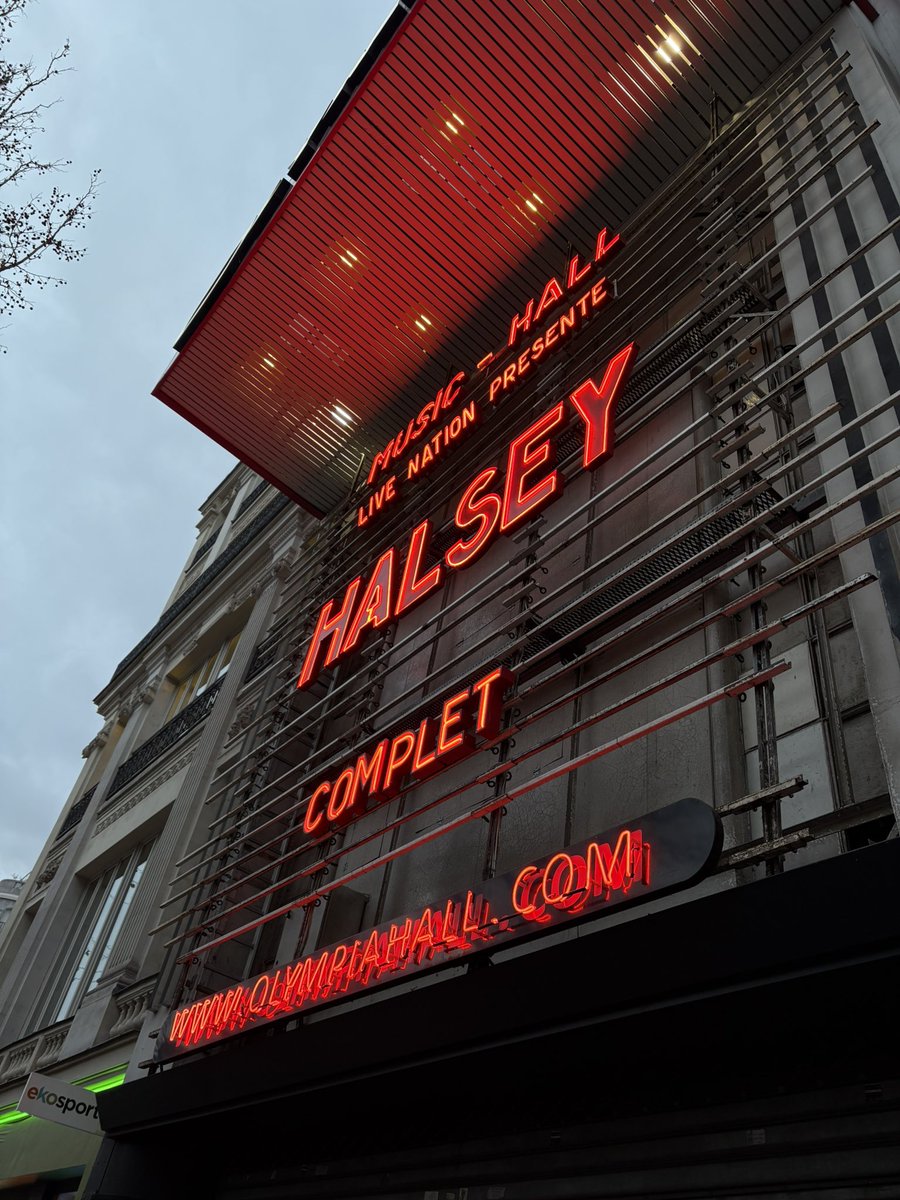 MUSIC - HALL
LIVE NATION PRESENTE
HALSEY
COMPLET
WWW.OLYMPIAHALL.COM
ekosport